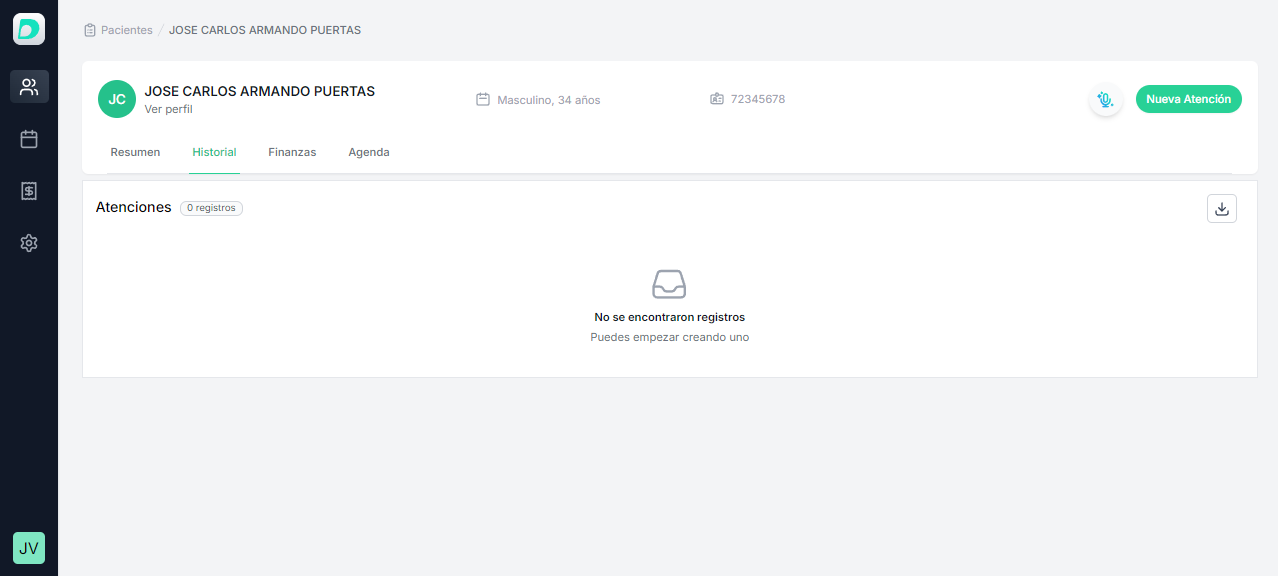 Pacientes / JOSE CARLOS ARMANDO PUERTAS
JC
JOSE CARLOS ARMANDO PUERTAS
Ver perfil
Masculino, 34 años
72345678
Nueva Atención
Resumen
Historial
Finanzas
Agenda
Atenciones
0 registros
No se encontraron registros
Puedes empezar creando uno
JV